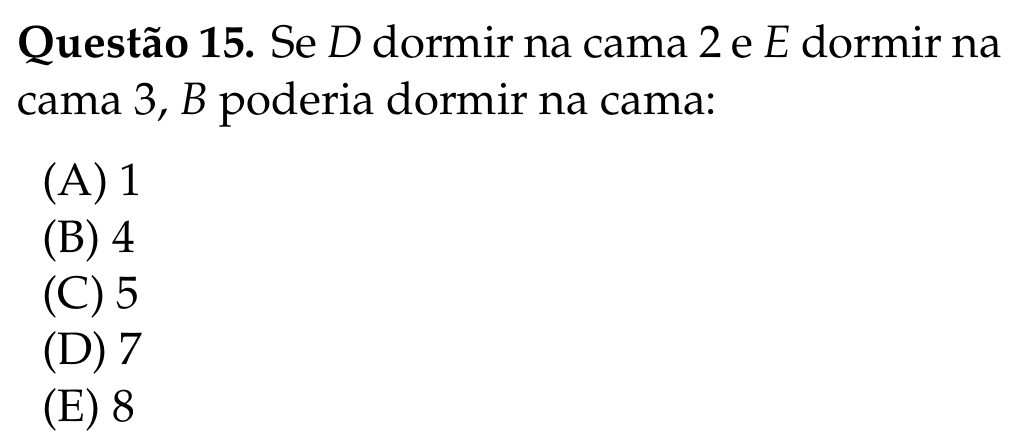 Questão 15. Se D dormir na cama 2 e E dormir na
cama 3, B poderia dormir na cama:
(A) 1
(B) 4
(C) 5
(D) 7
(E) 8